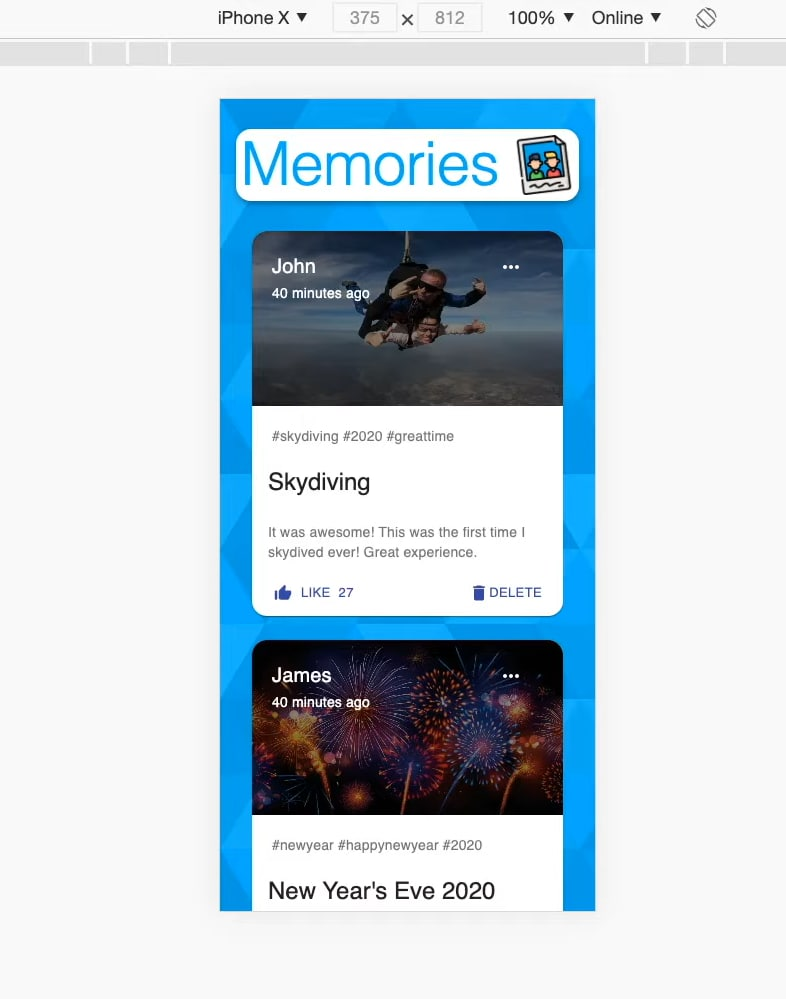 iPhone X ▼ 375 × 812 100% ▼ Online ▼
Memories
John
40 minutes ago
#skydiving #2020 #greattime
Skydiving
It was awesome! This was the first time I
skydived ever! Great experience.
LIKE 27 DELETE
James
40 minutes ago
#newyear #happynewyear #2020
New Year's Eve 2020